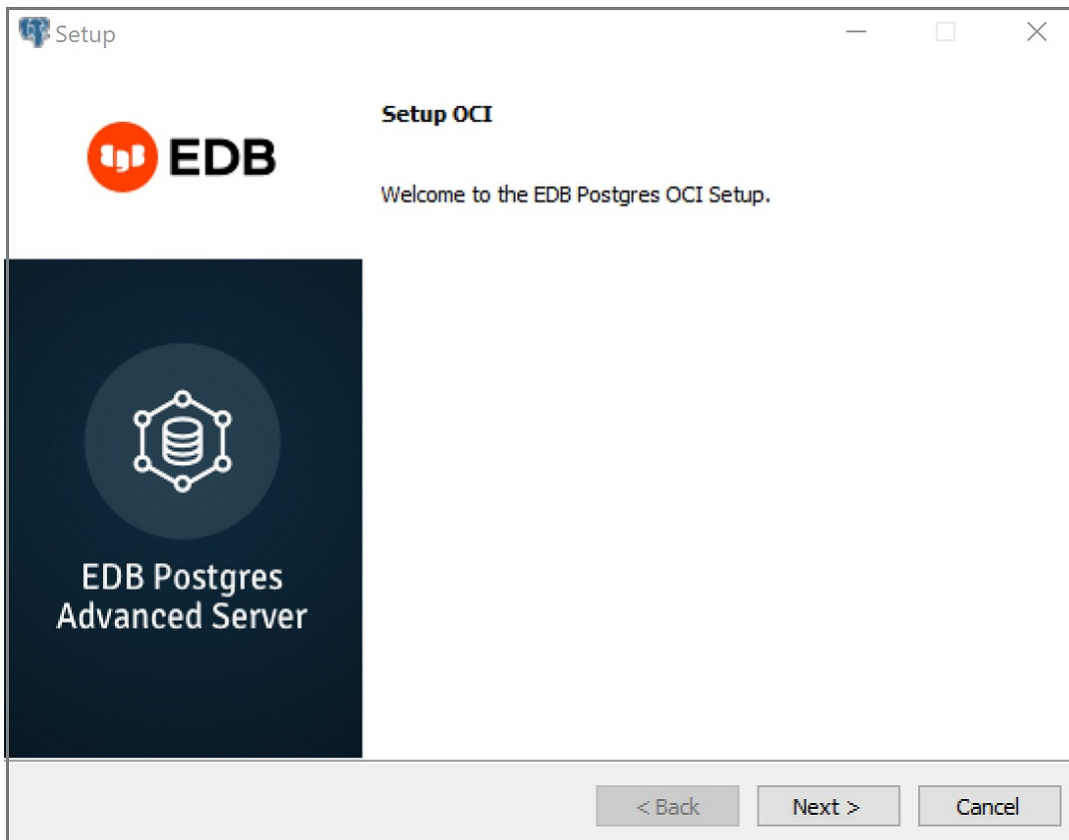 Setup
EDB
Setup OCI
Welcome to the EDB Postgres OCI Setup.
EDB Postgres
Advanced Server
< Back
Next >
Cancel